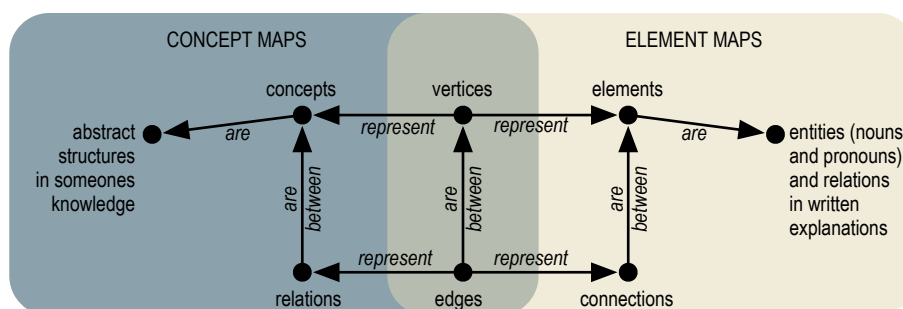 CONCEPT MAPS
ELEMENT MAPS
concepts
vertices
elements
abstract
structures
in someones
knowledge
are
represent
represent
are
entities (nouns
and pronouns)
and relations
in written
explanations
are
between
are
between
are
between
represent
represent
relations
edges
connections